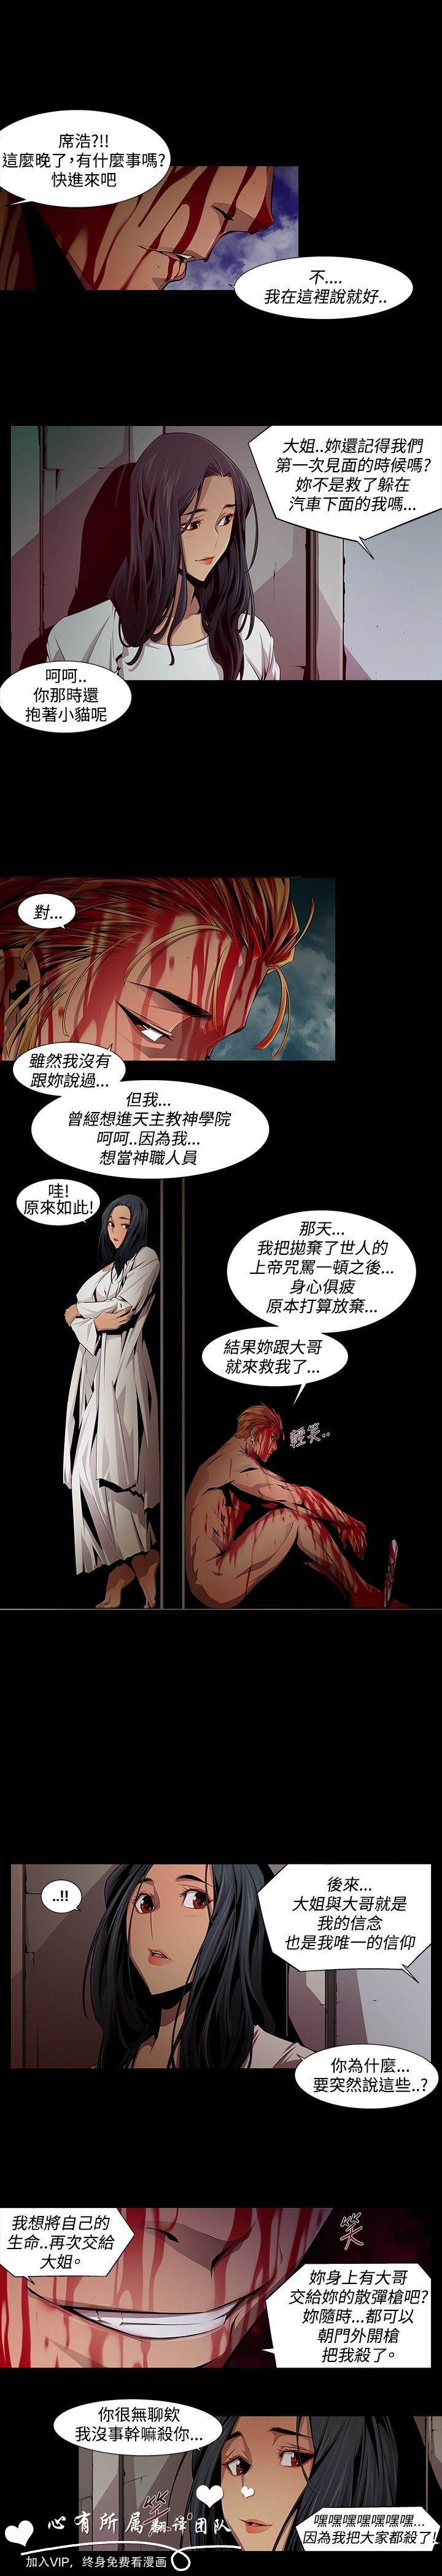 席浩?!!
這麼晚了,有什麼事嗎?
快進來吧
不....
我在這裡說就好..
大姐..妳還記得我們
第一次見面的時候嗎?
妳不是救了躲在
汽車下面的我嗎...
呵呵..
你那時還
抱著小貓呢
對...
雖然我沒有
跟妳說過...
但我...
曾經想進天主教神學院
呵呵..因為我...
想當神職人員
哇!
原來如此!
那天...
我把拋棄了世人的
上帝咒罵一頓之後...
身心俱疲
原本打算放棄...
結果妳跟大哥
就來救我了...
輕笑..
..!!
後來...
大姐與大哥就是
我的信念
也是我唯一的信仰
你為什麼...
要突然說這些..?
我想將自己的
生命..再次交給
大姐。
笑
妳身上有大哥
交給妳的散彈槍吧?
妳隨時...都可以
朝門外開槍
把我殺了。
你很無聊欸
我沒事幹嘛殺你...
笑
嘿嘿嘿嘿嘿嘿嘿...
因為我把大家都殺了!
心有所属翻译团队
加入VIP，终身免费看漫画